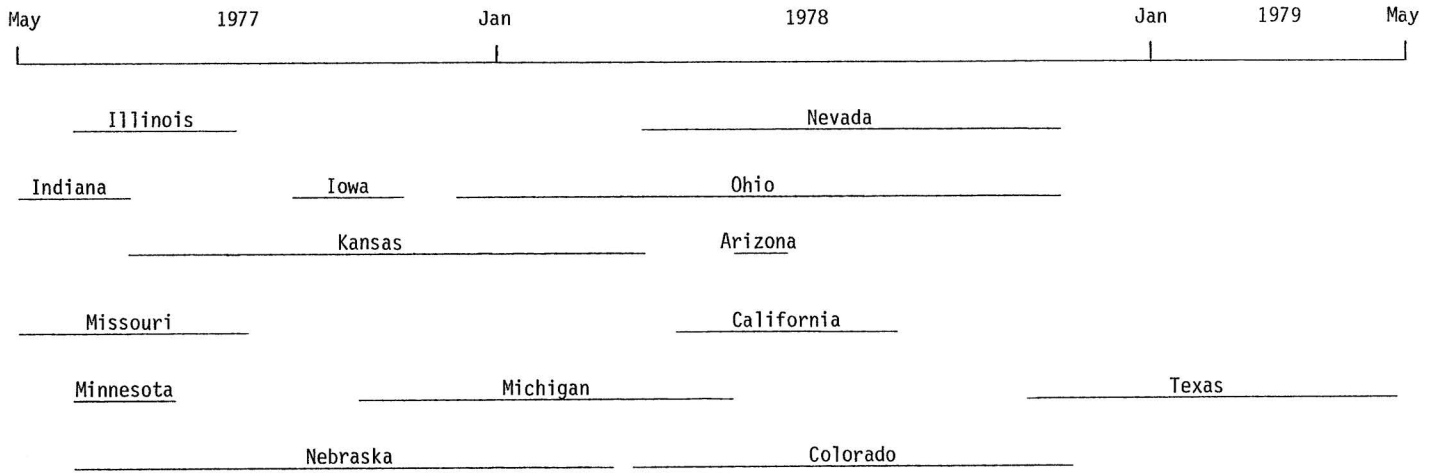 May 1977 Jan 1978 Jan 1979 May
Illinois Nevada
Indiana Iowa Ohio
Kansas Arizona
Missouri California
Minnesota Michigan Texas
Nebraska Colorado